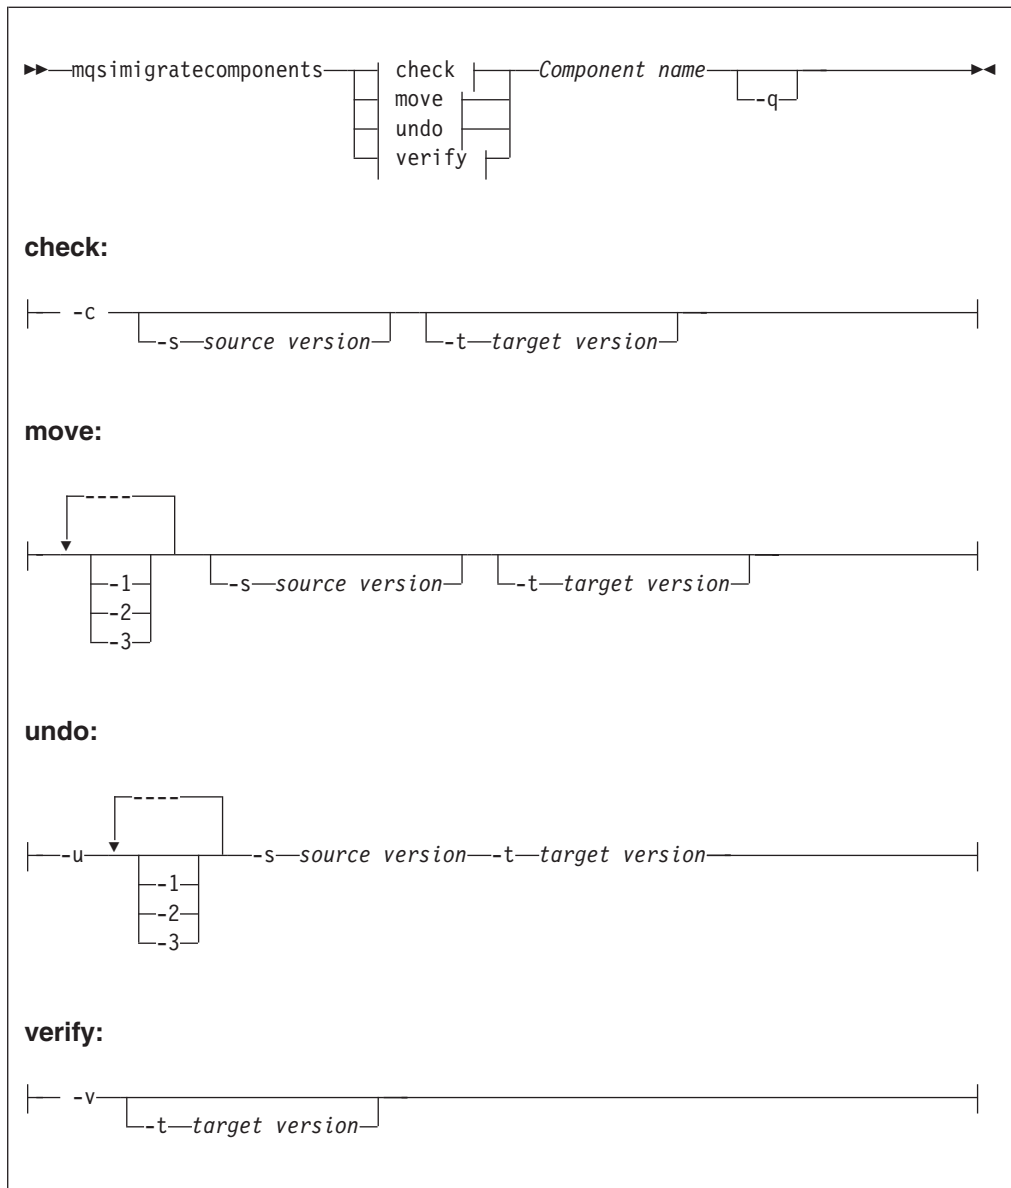 mqsimigratecomponents check Component name
move -q
undo
verify
check:
-c
-s source version -t target version
move:
----
-1 -s source version -t target version
-2
-3
undo:
----
-u -s source version -t target version
-1
-2
-3
verify:
-v
-t target version